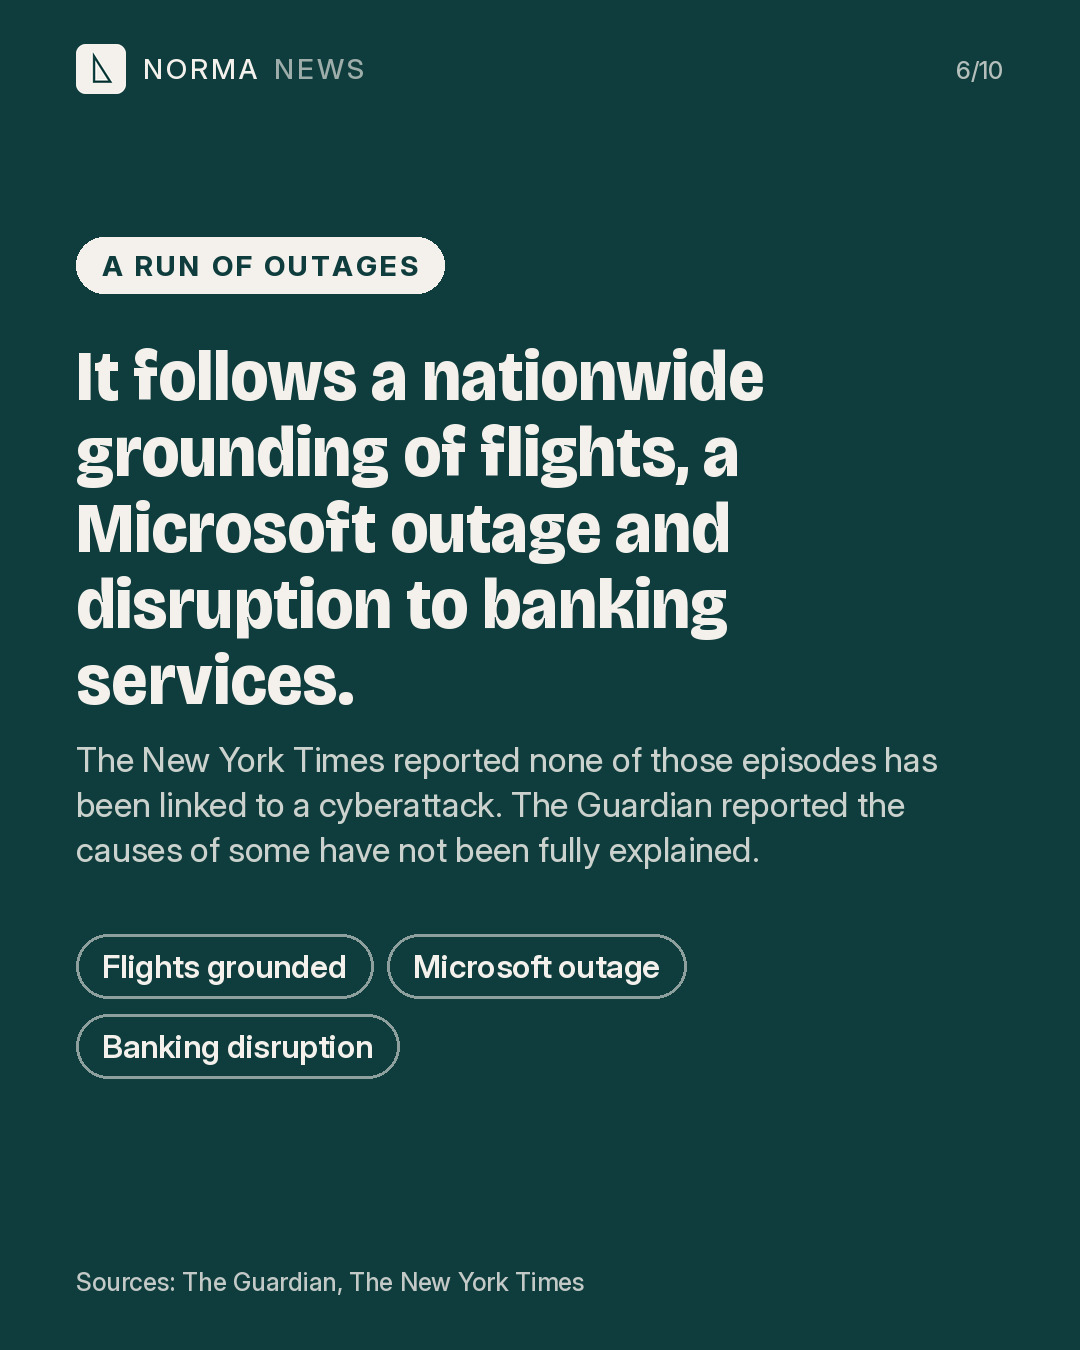 NORMA NEWS
6/10
A RUN OF OUTAGES
It follows a nationwide
grounding of flights, a
Microsoft outage and
disruption to banking
services.
The New York Times reported none of those episodes has
been linked to a cyberattack. The Guardian reported the
causes of some have not been fully explained.
Flights grounded
Microsoft outage
Banking disruption
Sources: The Guardian, The New York Times